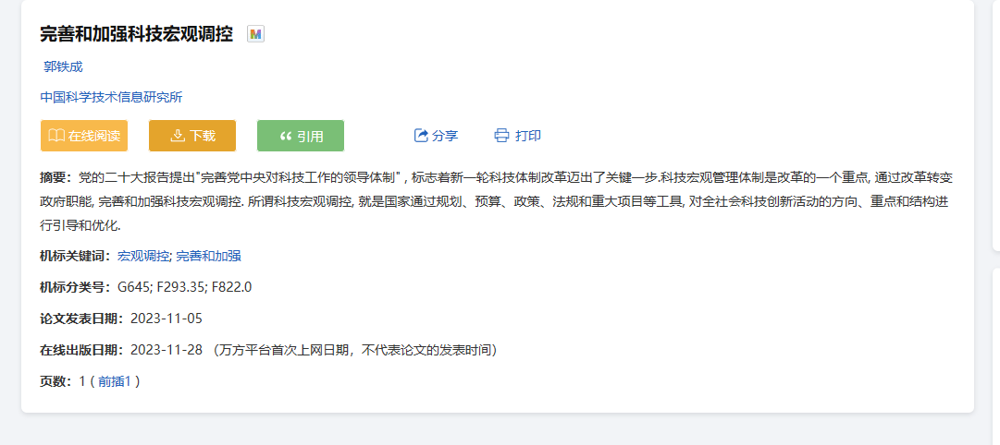 完善和加强科技宏观调控 M
郭铁成
中国科学技术信息研究所
在线阅读 下载 引用 分享 打印
摘要：党的二十大报告提出"完善党中央对科技工作的领导体制"，标志着新一轮科技体制改革迈出了关键一步.科技宏观管理体制是改革的一个重点, 通过改革转变
政府职能, 完善和加强科技宏观调控. 所谓科技宏观调控, 就是国家通过规划、预算、政策、法规和重大项目等工具, 对全社会科技创新活动的方向、重点和结构进
行引导和优化.
机标关键词：宏观调控; 完善和加强
机标分类号：G645; F293.35; F822.0
论文发表日期：2023-11-05
在线出版日期：2023-11-28 （万方平台首次上网日期，不代表论文的发表时间）
页数：1 ( 前插1 )